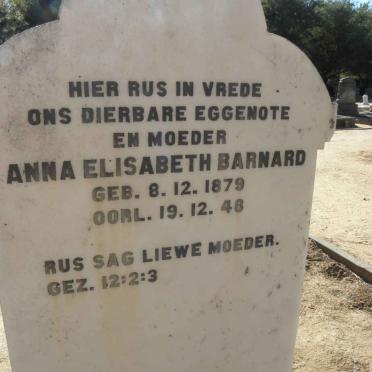 HIER RUS IN VREDE
ONS DIERBARE EGGENOTE
EN MOEDER
ANNA ELISABETH BARNARD
GEB. 8. 12. 1879
OORL. 19. 12. 48
RUS SAG LIEWE MOEDER.
GEZ. 12:2:3